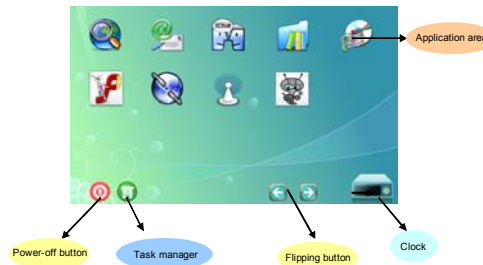 Application area
Power-off button
Task manager
Flipping button
Clock